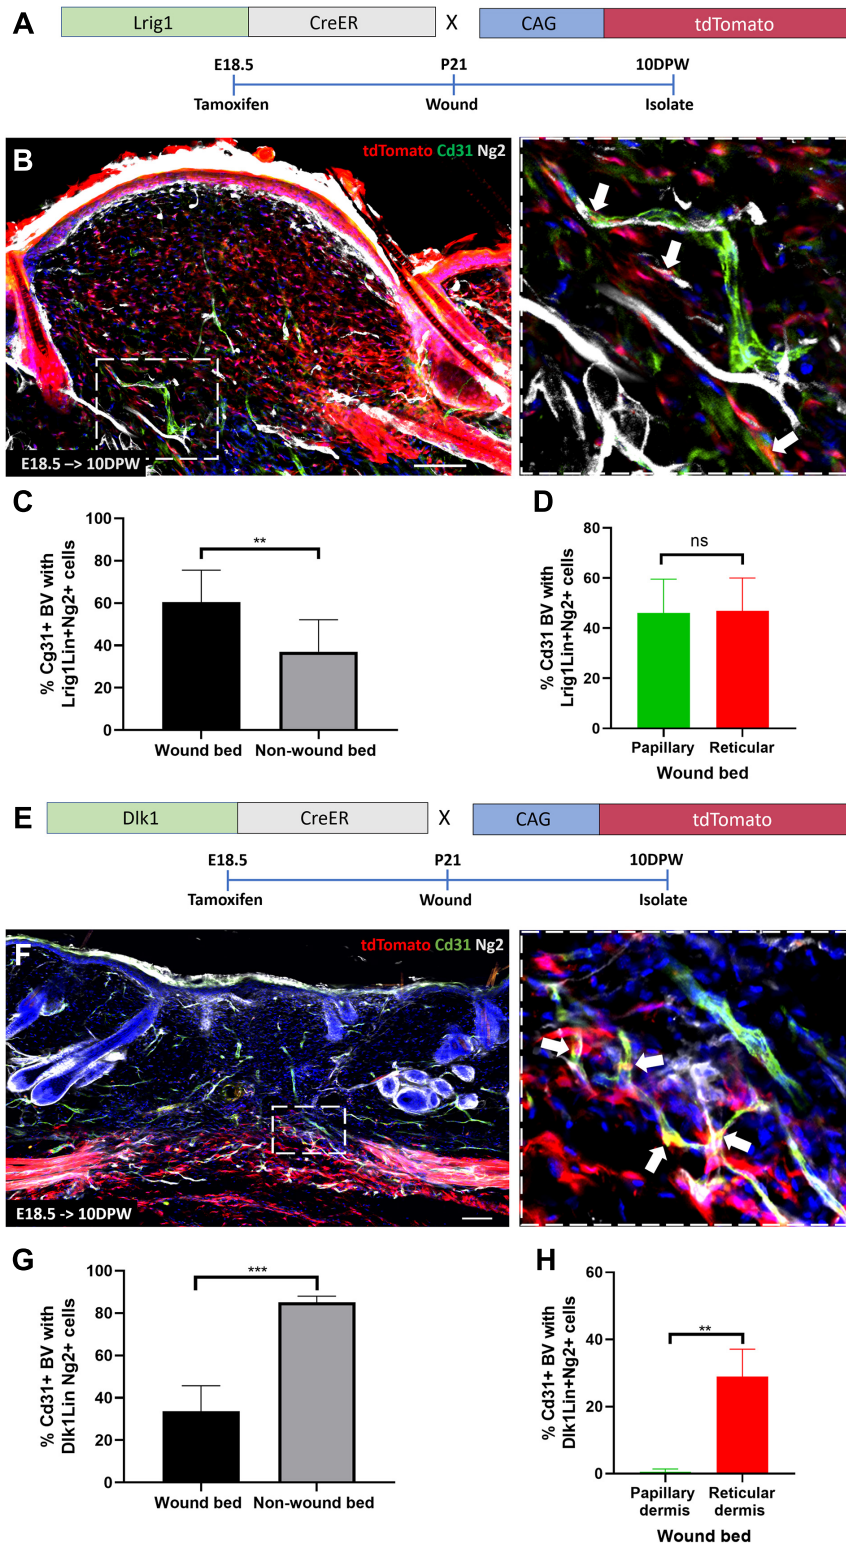 A
Lrig1 CreER X CAG tdTomato
E18.5 P21 10DPW
Tamoxifen Wound Isolate
B
tdTomato Cd31 Ng2
E18.5 –> 10DPW
C
% Cg31+ BV with
Lrig1Lin+Ng2+ cells
100
80
60
40
20
0
**
Wound bed Non-wound bed
D
% Cd31 BV with
Lrig1Lin+Ng2+ cells
80
60
40
20
0
ns
Papillary Reticular
Wound bed
E
Dlk1 CreER X CAG tdTomato
E18.5 P21 10DPW
Tamoxifen Wound Isolate
F
tdTomato Cd31 Ng2
E18.5 -> 10DPW
G
% Cd31+ BV with
Dlk1Lin Ng2+ cells
100
80
60
40
20
0
***
Wound bed Non-wound bed
H
% Cd31+ BV with
Dlk1Lin+Ng2+ cells
60
40
20
0
**
Papillary Reticular
dermis dermis
Wound bed